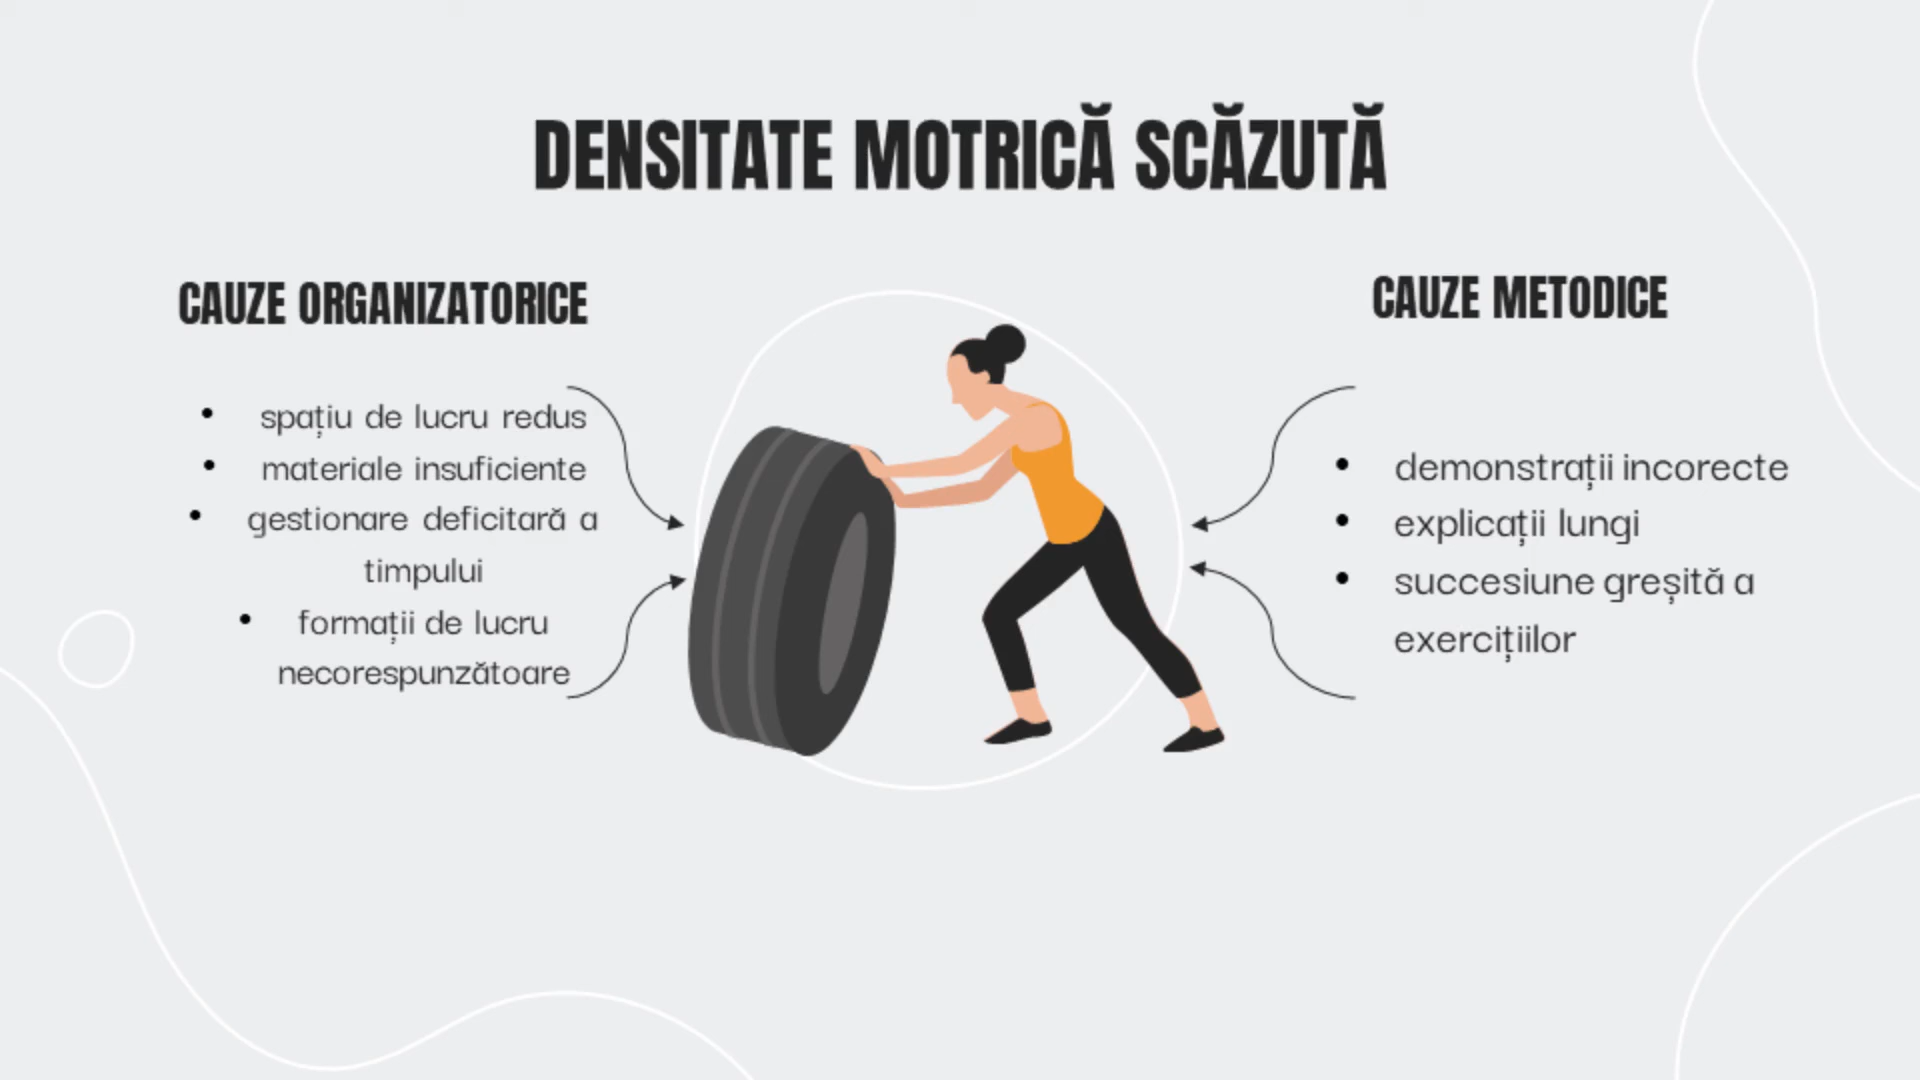 DENSITATE MOTRICĂ SCĂZUTĂ
CAUZE ORGANIZATORICE
• spațiu de lucru redus
• materiale insuficiente
• gestionare deficitară a
timpului
• formații de lucru
necorespunzătoare
CAUZE METODICE
• demonstrații incorecte
• explicații lungi
• succesiune greșită a
exercițiilor